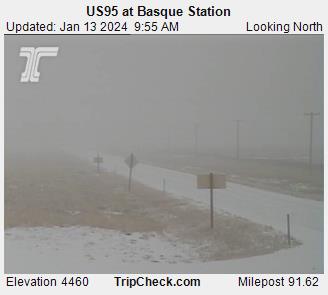 US95 at Basque Station
Updated: Jan 13 2024 9:55 AM Looking North
Elevation 4460 TripCheck.com Milepost 91.62